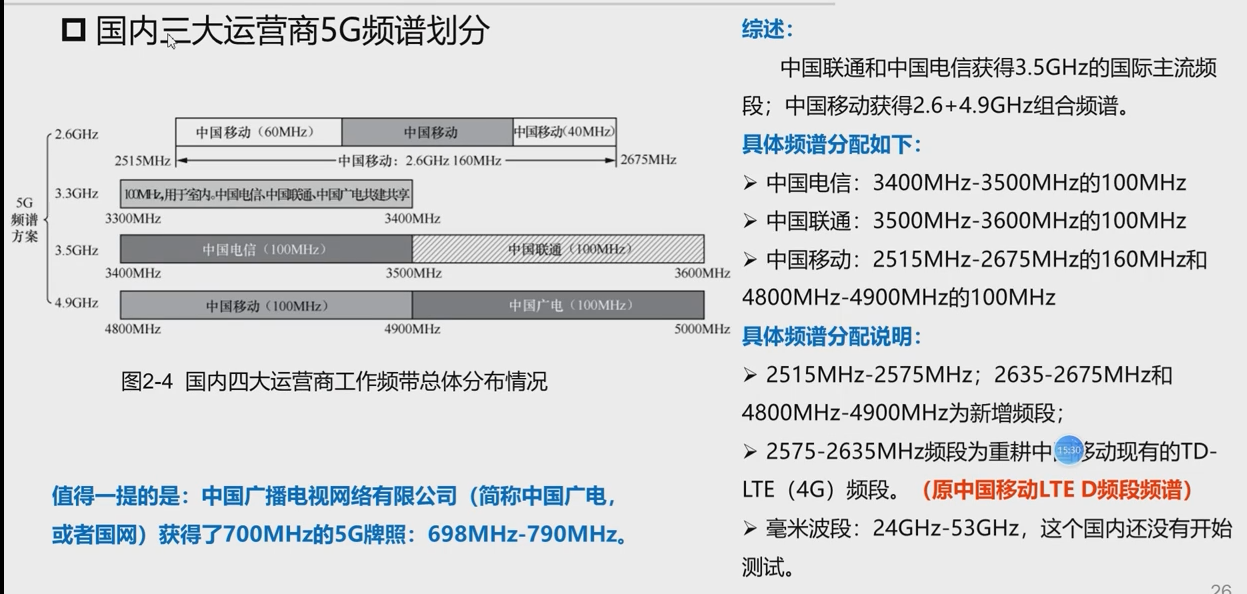 国内三大运营商5G频谱划分
5G
频谱
方案
2.6GHz
中国移动（60MHz）
中国移动
中国移动(40MHz)
2515MHz
中国移动：2.6GHz 160MHz
2675MHz
3.3GHz
100MHz,用于室内。中国电信、中国联通、中国广电共建共享
3300MHz
3400MHz
3.5GHz
中国电信（100MHz）
中国联通（100MHz）
3400MHz
3500MHz
3600MHz
4.9GHz
中国移动（100MHz）
中国广电（100MHz）
4800MHz
4900MHz
5000MHz
图2-4 国内四大运营商工作频带总体分布情况
值得一提的是：中国广播电视网络有限公司（简称中国广电，
或者国网）获得了700MHz的5G牌照：698MHz-790MHz。
综述：
中国联通和中国电信获得3.5GHz的国际主流频
段；中国移动获得2.6+4.9GHz组合频谱。
具体频谱分配如下：
➢ 中国电信：3400MHz-3500MHz的100MHz
➢ 中国联通：3500MHz-3600MHz的100MHz
➢ 中国移动：2515MHz-2675MHz的160MHz和
4800MHz-4900MHz的100MHz
具体频谱分配说明：
➢ 2515MHz-2575MHz；2635-2675MHz和
4800MHz-4900MHz为新增频段；
➢ 2575-2635MHz频段为重耕中 移动现有的TD-
15:30
LTE（4G）频段。（原中国移动LTE D频段频谱）
➢ 毫米波段：24GHz-53GHz，这个国内还没有开始
测试。
26